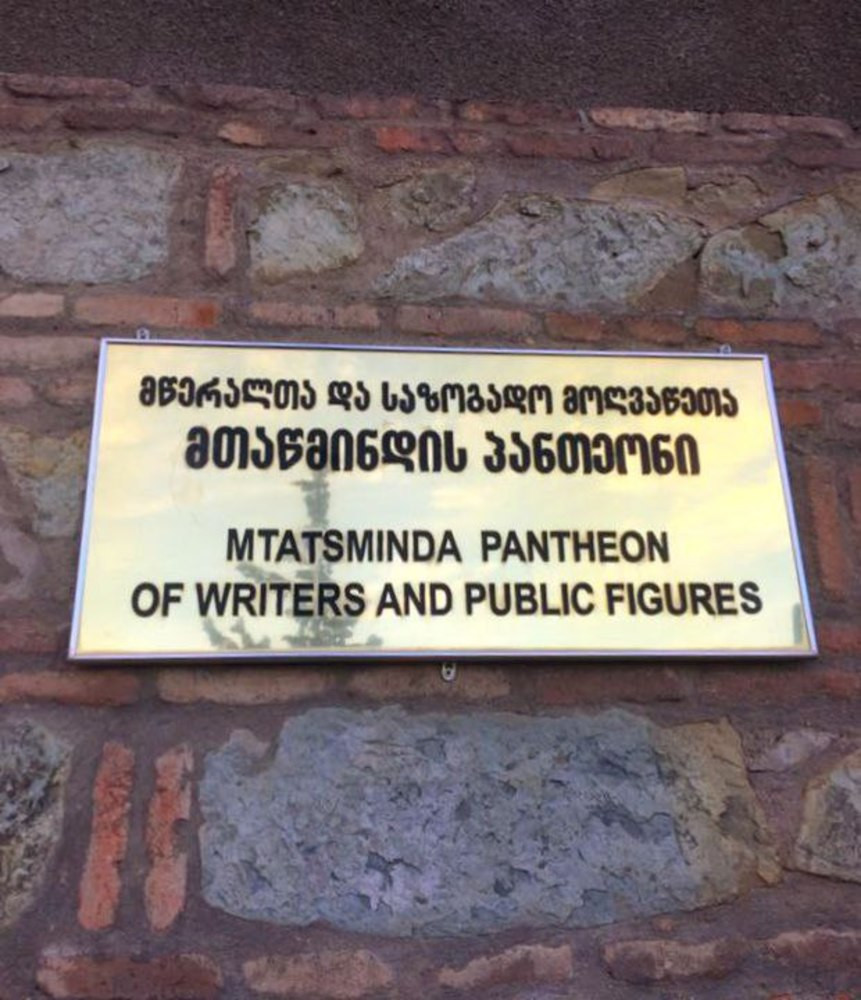 მწერალთა და საზოგადო მოღვაწეთა
მთაწმინდის პანთეონი
MTATSMINDA PANTHEON
OF WRITERS AND PUBLIC FIGURES